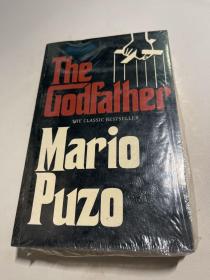 The
Godfather
THE CLASSIC BESTSELLER
Mario
Puzo